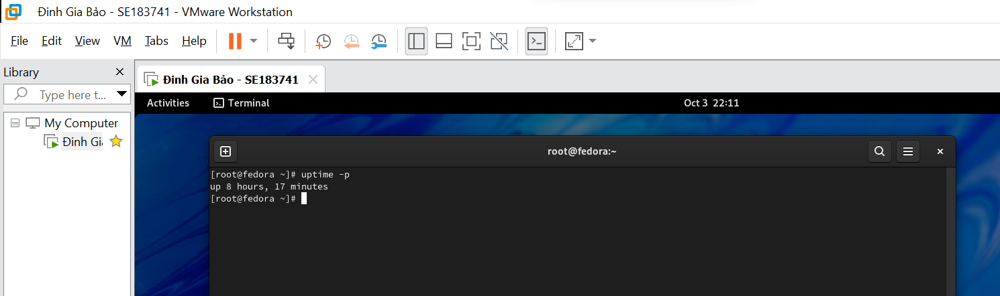 Đinh Gia Bảo - SE183741 - VMware Workstation
File Edit View VM Tabs Help
Library
Type here t...
Đinh Gia Bảo - SE183741
Activities Terminal Oct 3 22:11
My Computer
Đinh Gia
root@fedora:~
[root@fedora ~]# uptime -p
up 8 hours, 17 minutes
[root@fedora ~]#